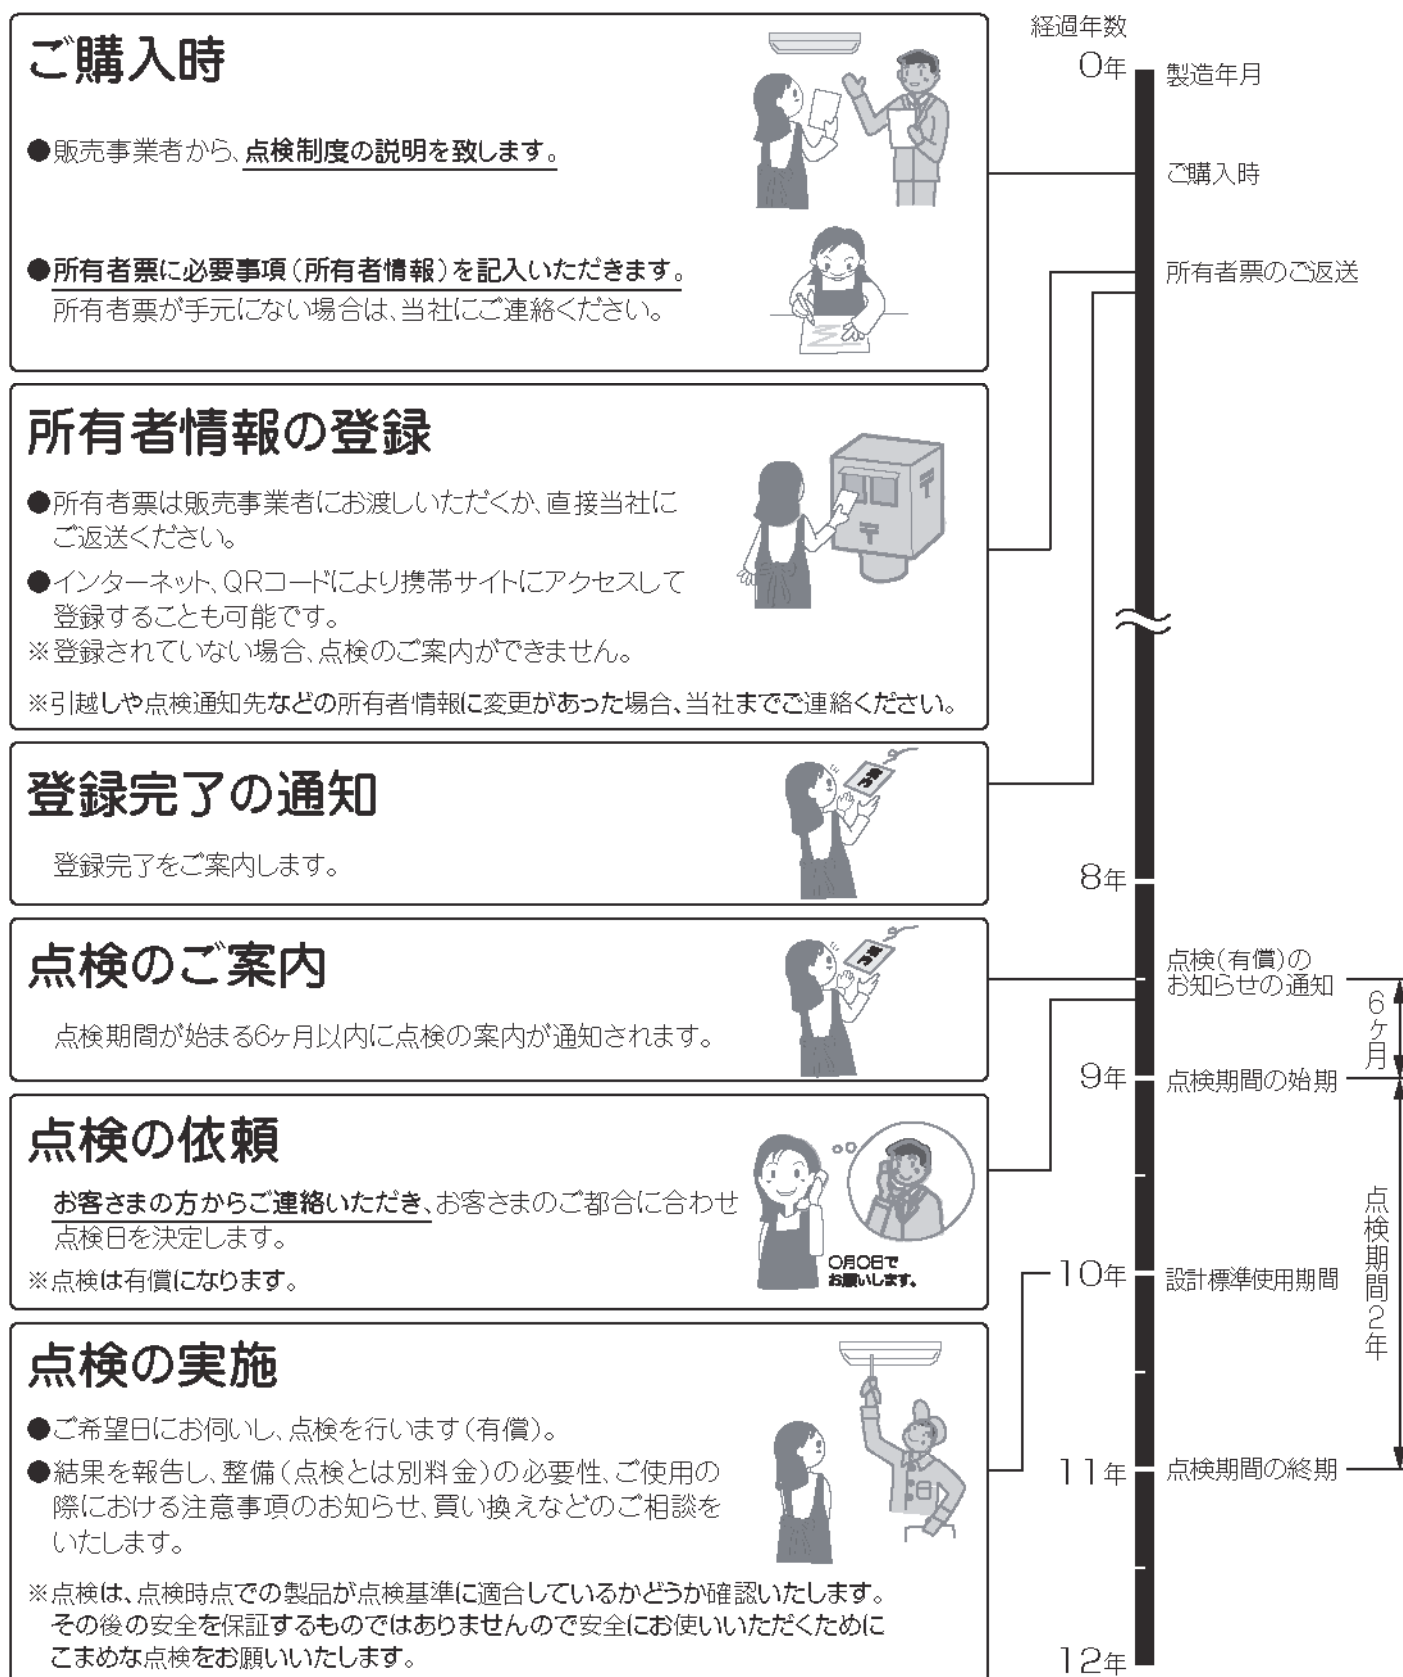 ご購入時
●販売事業者から、点検制度の説明を致します。
●所有者票に必要事項（所有者情報）を記入いただきます。
所有者票が手元にない場合は、当社にご連絡ください。
所有者情報の登録
●所有者票は販売事業者にお渡しいただくか、直接当社に
ご返送ください。
●インターネット、QRコードにより携帯サイトにアクセスして
登録することも可能です。
※登録されていない場合、点検のご案内ができません。
※引越しや点検通知先などの所有者情報に変更があった場合、当社までご連絡ください。
登録完了の通知
案内
登録完了をご案内します。
点検のご案内
案内
点検期間が始まる6ヶ月以内に点検の案内が通知されます。
点検の依頼
お客さまの方からご連絡いただき、お客さまのご都合に合わせ
点検日を決定します。
※点検は有償になります。
〇月〇日で
お願いします。
点検の実施
●ご希望日にお伺いし、点検を行います（有償）。
●結果を報告し、整備（点検とは別料金）の必要性、ご使用の
際における注意事項のお知らせ、買い換えなどのご相談を
いたします。
※点検は、点検時点での製品が点検基準に適合しているかどうか確認いたします。
その後の安全を保証するものではありませんので安全にお使いいただくために
こまめな点検をお願いいたします。
経過年数
0年
製造年月
ご購入時
所有者票のご返送
8年
点検（有償）の
お知らせの通知
6ヶ月
9年
点検期間の始期
点検期間2年
10年
設計標準使用期間
11年
点検期間の終期
12年